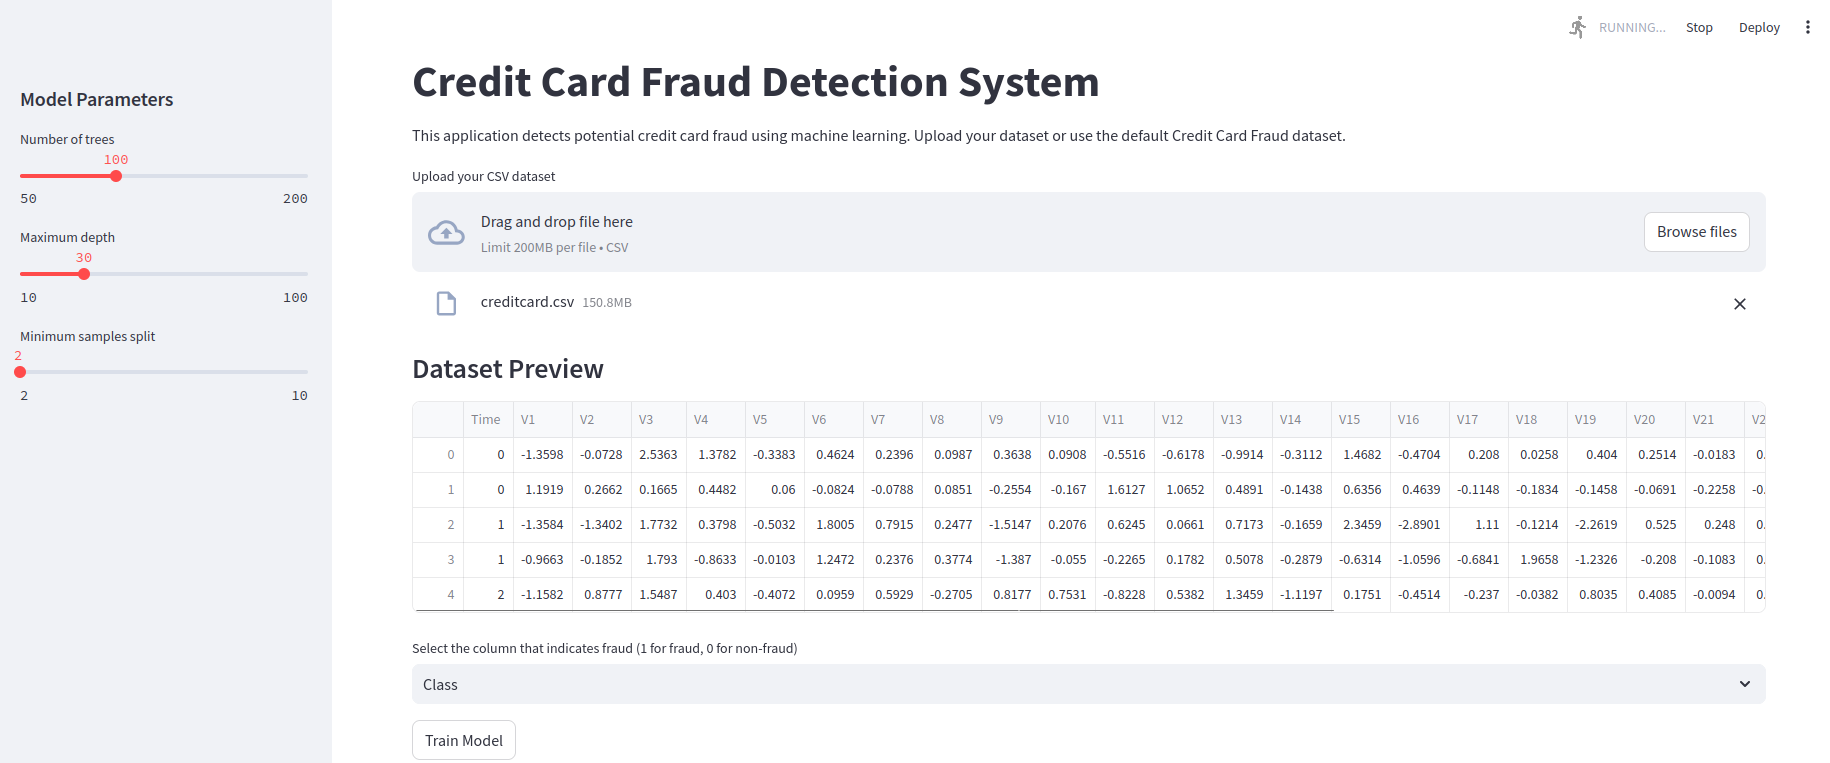 RUNNING... Stop Deploy
Model Parameters
Number of trees
100
50 200
Maximum depth
30
10 100
Minimum samples split
2
2 10
Credit Card Fraud Detection System
This application detects potential credit card fraud using machine learning. Upload your dataset or use the default Credit Card Fraud dataset.
Upload your CSV dataset
Drag and drop file here
Limit 200MB per file • CSV
Browse files
creditcard.csv 150.8MB
Dataset Preview
Time V1 V2 V3 V4 V5 V6 V7 V8 V9 V10 V11 V12 V13 V14 V15 V16 V17 V18 V19 V20 V21 V2
0 0 -1.3598 -0.0728 2.5363 1.3782 -0.3383 0.4624 0.2396 0.0987 0.3638 0.0908 -0.5516 -0.6178 -0.9914 -0.3112 1.4682 -0.4704 0.208 0.0258 0.404 0.2514 -0.0183 0.
1 0 1.1919 0.2662 0.1665 0.4482 0.06 -0.0824 -0.0788 0.0851 -0.2554 -0.167 1.6127 1.0652 0.4891 -0.1438 0.6356 0.4639 -0.1148 -0.1834 -0.1458 -0.0691 -0.2258 -0.
2 1 -1.3584 -1.3402 1.7732 0.3798 -0.5032 1.8005 0.7915 0.2477 -1.5147 0.2076 0.6245 0.0661 0.7173 -0.1659 2.3459 -2.8901 1.11 -0.1214 -2.2619 0.525 0.248 0.
3 1 -0.9663 -0.1852 1.793 -0.8633 -0.0103 1.2472 0.2376 0.3774 -1.387 -0.055 -0.2265 0.1782 0.5078 -0.2879 -0.6314 -1.0596 -0.6841 1.9658 -1.2326 -0.208 -0.1083 0.
4 2 -1.1582 0.8777 1.5487 0.403 -0.4072 0.0959 0.5929 -0.2705 0.8177 0.7531 -0.8228 0.5382 1.3459 -1.1197 0.1751 -0.4514 -0.237 -0.0382 0.8035 0.4085 -0.0094 0.
Select the column that indicates fraud (1 for fraud, 0 for non-fraud)
Class
Train Model